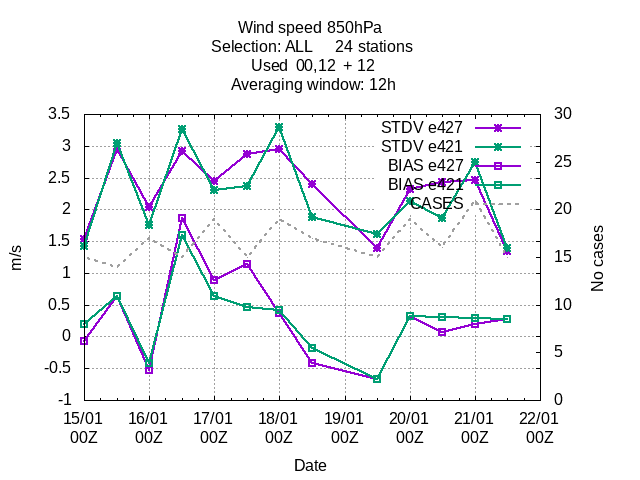 Wind speed 850hPa
Selection: ALL     24 stations
Used  00,12  + 12
Averaging window: 12h
3.5
3
2.5
2
1.5
1
0.5
0
-0.5
-1
30
25
20
15
10
5
0
STDV e427
STDV e421
BIAS e427
BIAS e421
CASES
m/s
No cases
15/01 16/01 17/01 18/01 19/01 20/01 21/01 22/01
00Z 00Z 00Z 00Z 00Z 00Z 00Z 00Z
Date